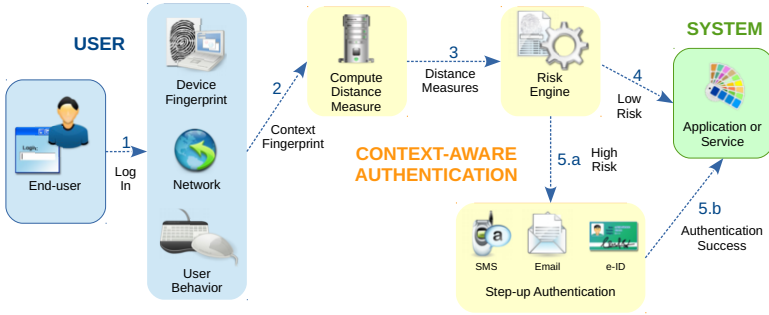 USER
SYSTEM
Device
Fingerprint
2
Compute
Distance
Measure
3
Distance
Measures
Risk
Engine
4
Low
Risk
Application or
Service
Login
End-user
1
Log
In
Network
Context
Fingerprint
CONTEXT-AWARE
AUTHENTICATION
5.a
High
Risk
5.b
Authentication
Success
User
Behavior
a
SMS
Email
e-ID
Step-up Authentication